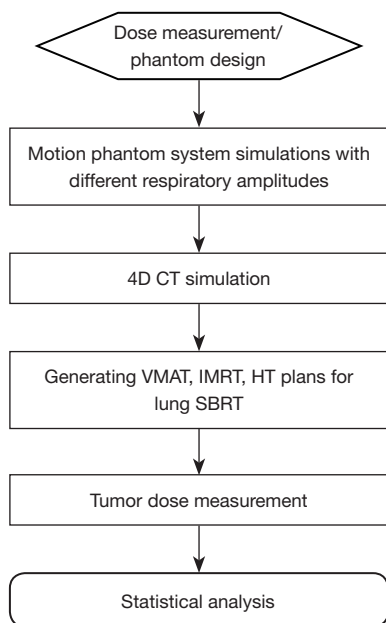 Dose measurement/
phantom design
Motion phantom system simulations with
different respiratory amplitudes
4D CT simulation
Generating VMAT, IMRT, HT plans for
lung SBRT
Tumor dose measurement
Statistical analysis